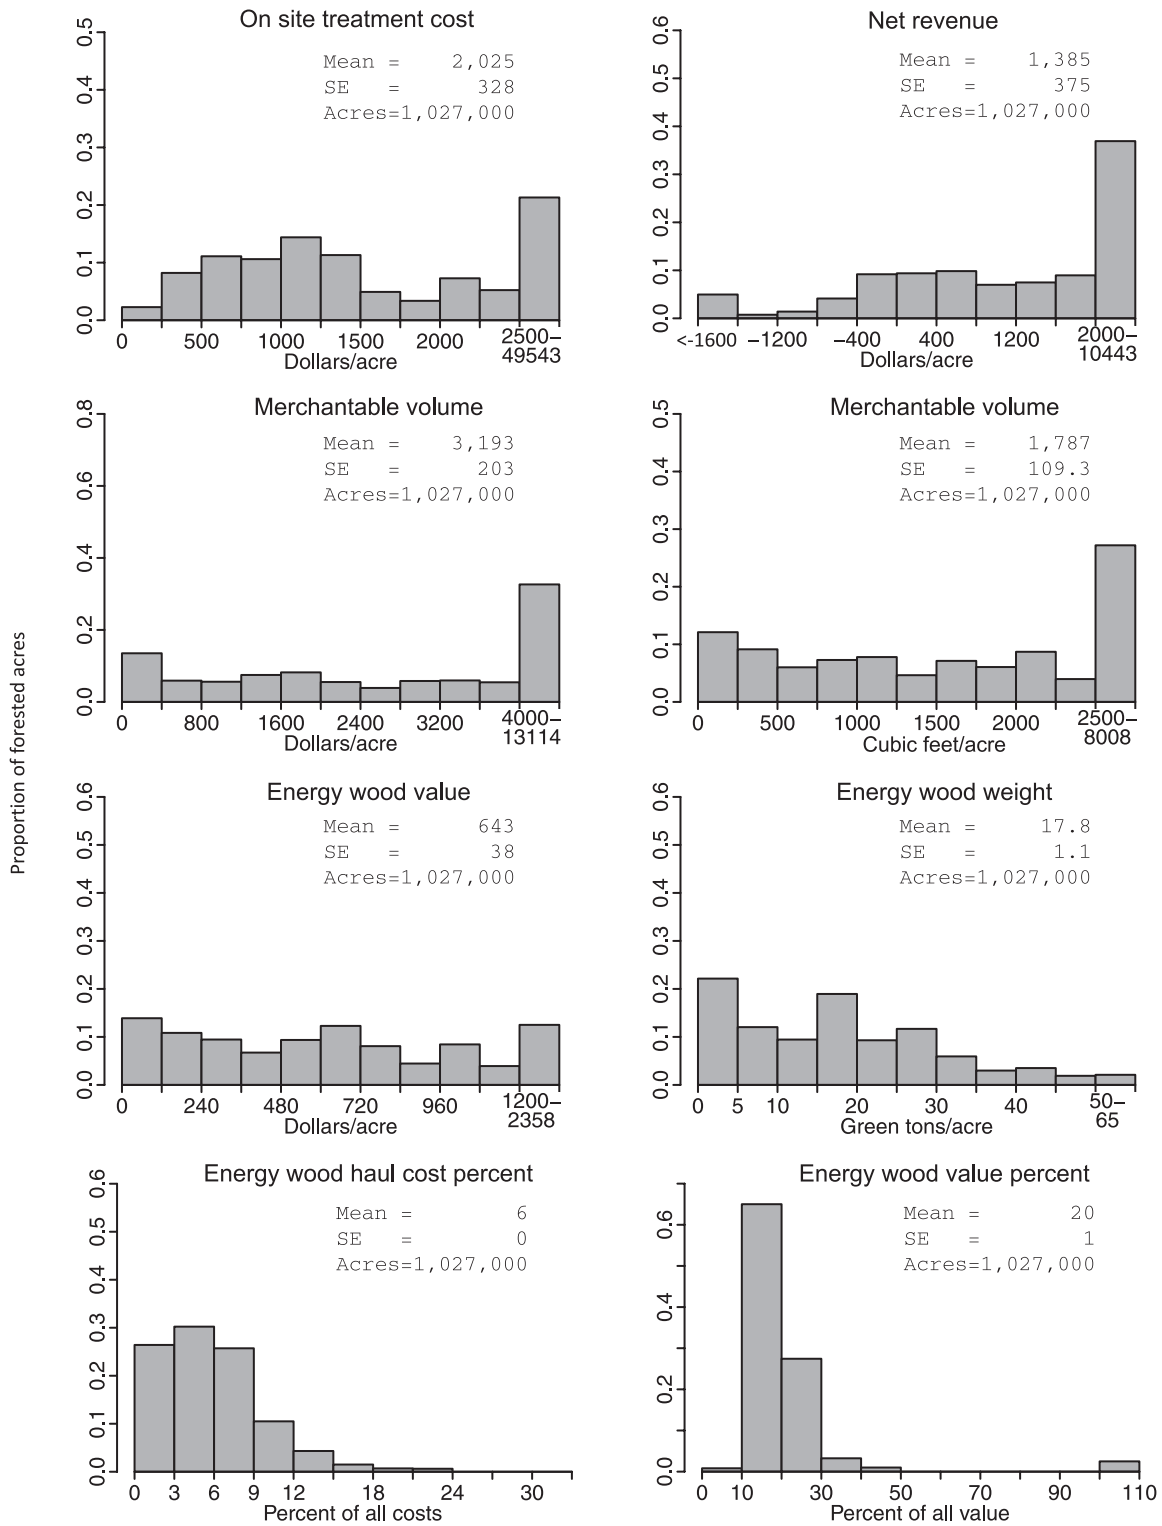 Proportion of forested acres
On site treatment cost
Mean = 2,025
SE = 328
Acres=1,027,000
0.5
0.4
0.3
0.2
0.1
0.0
0 500 1000 1500 2000 2500–
49543
Dollars/acre
Net revenue
Mean = 1,385
SE = 375
Acres=1,027,000
0.6
0.5
0.4
0.3
0.2
0.1
0.0
<-1600 −1200 −400 400 1200 2000−
10443
Dollars/acre
Merchantable volume
Mean = 3,193
SE = 203
Acres=1,027,000
0.8
0.6
0.4
0.2
0.0
0 800 1600 2400 3200 4000−
13114
Dollars/acre
Merchantable volume
Mean = 1,787
SE = 109.3
Acres=1,027,000
0.5
0.4
0.3
0.2
0.1
0.0
0 500 1000 1500 2000 2500−
8008
Cubic feet/acre
Energy wood value
Mean = 643
SE = 38
Acres=1,027,000
0.6
0.5
0.4
0.3
0.2
0.1
0.0
0 240 480 720 960 1200−
2358
Dollars/acre
Energy wood weight
Mean = 17.8
SE = 1.1
Acres=1,027,000
0.6
0.5
0.4
0.3
0.2
0.1
0.0
0 5 10 20 30 40 50−
65
Green tons/acre
Energy wood haul cost percent
Mean = 6
SE = 0
Acres=1,027,000
0.6
0.5
0.4
0.3
0.2
0.1
0.0
0 3 6 9 12 18 24 30
Percent of all costs
Energy wood value percent
Mean = 20
SE = 1
Acres=1,027,000
0.6
0.4
0.2
0.0
0 10 30 50 70 90 110
Percent of all value